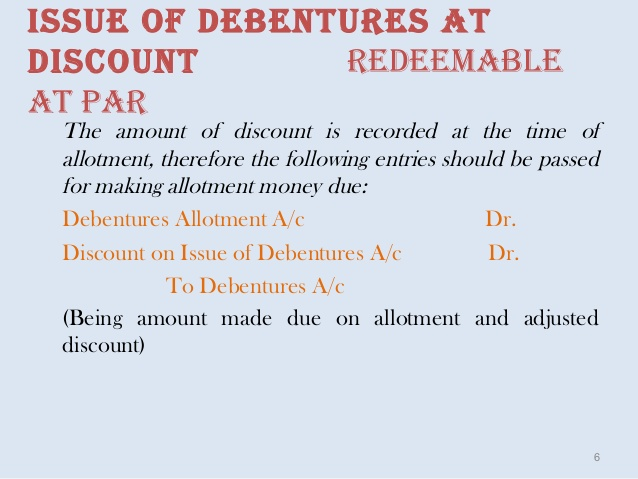 ISSUE OF DEBENTURES AT
DISCOUNT REDEEMABLE
AT PAR
The amount of discount is recorded at the time of
allotment, therefore the following entries should be passed
for making allotment money due:
Debentures Allotment A/c Dr.
Discount on Issue of Debentures A/c Dr.
To Debentures A/c
(Being amount made due on allotment and adjusted
discount)
6